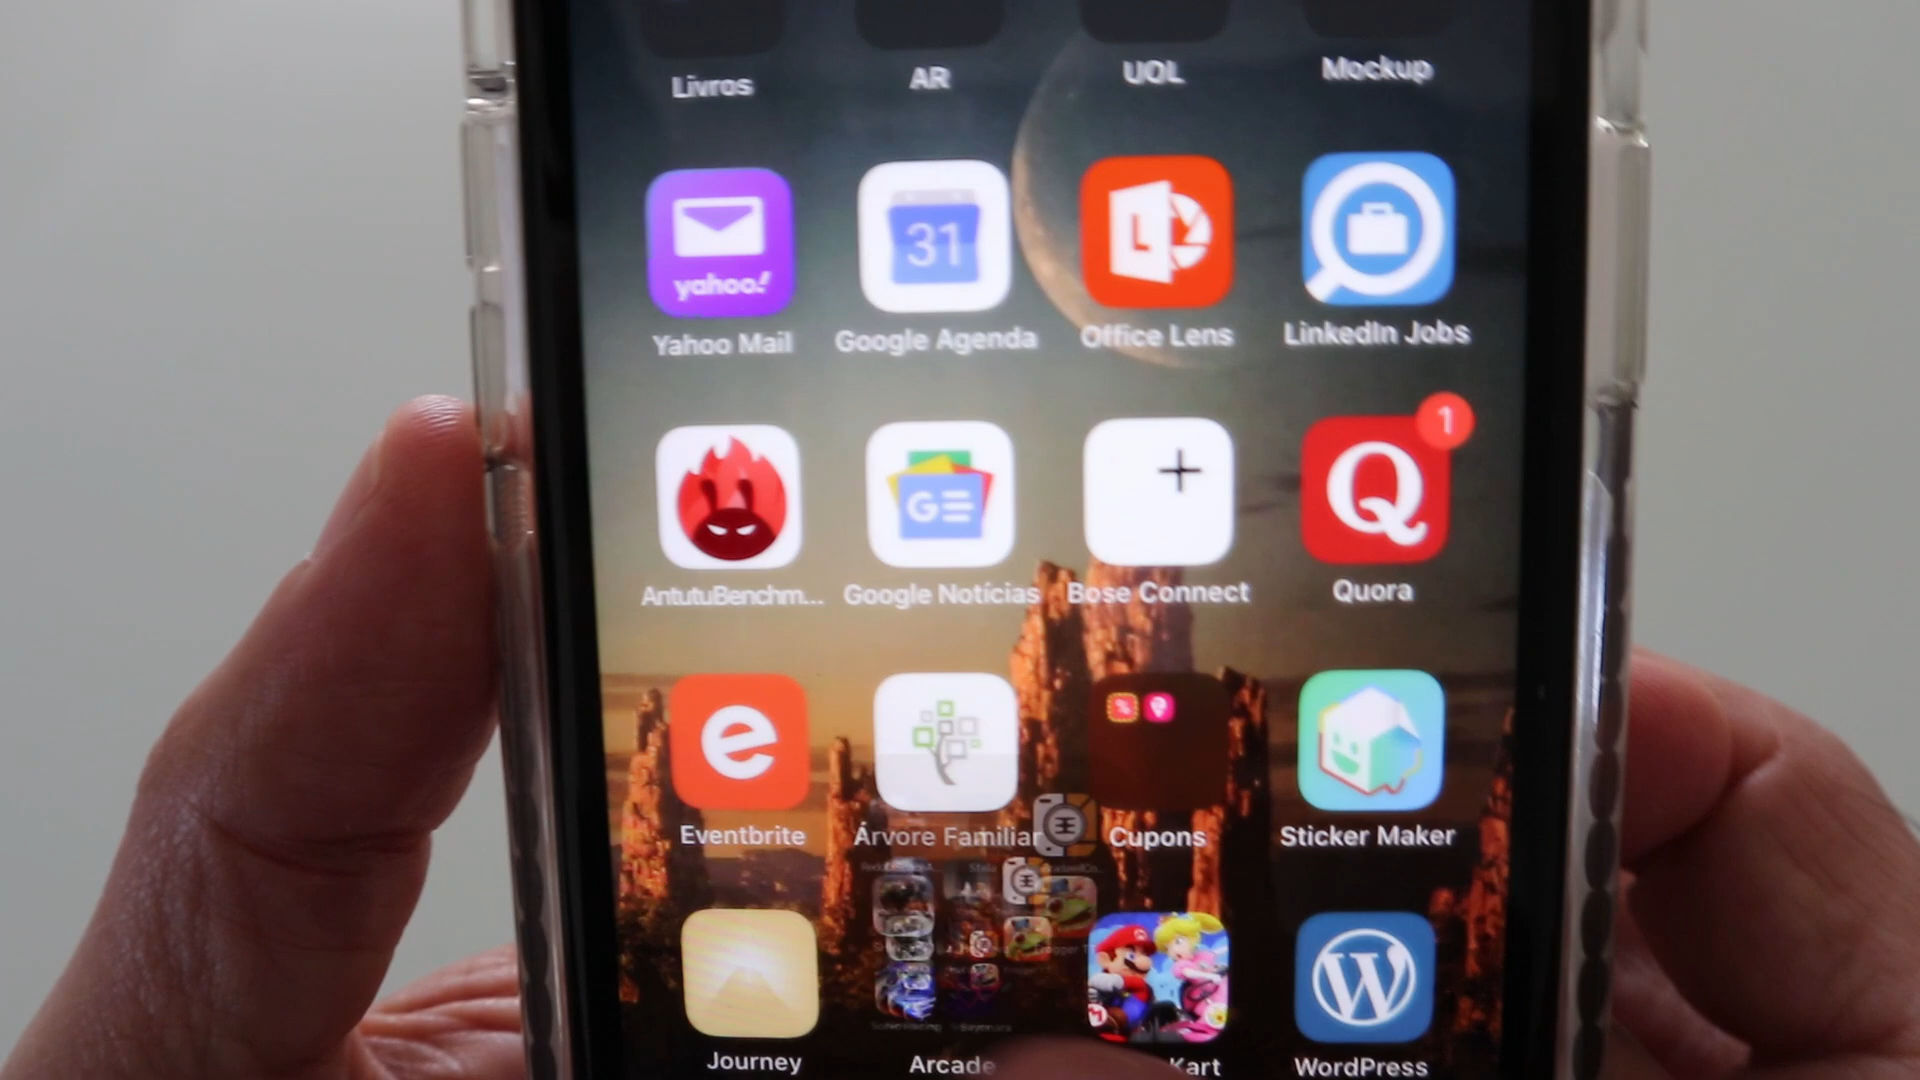 Livros
AR
UOL
Mockup
yahoo!
31
L
Yahoo Mail
Google Agenda
Office Lens
LinkedIn Jobs
1
GE
Q
AntutuBenchm...
Google Notícias
Bose Connect
Quora
e
%
Eventbrite
Árvore Familiar
Cupons
Sticker Maker
M
W
Journey
Arcade
Kart
WordPress